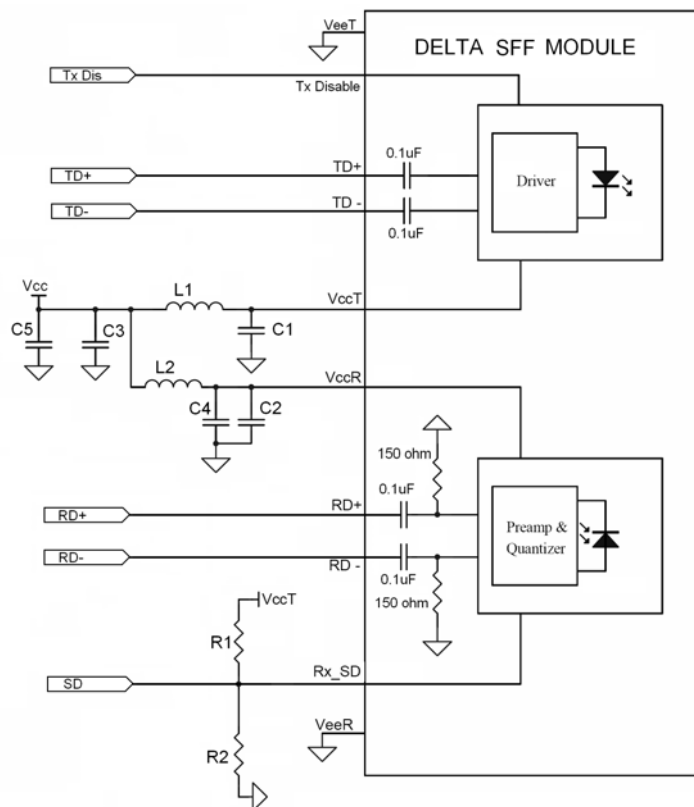 VeeT
DELTA SFF MODULE
Tx Dis
Tx Disable
0.1uF
TD+
TD+
Driver
TD-
TD -
0.1uF
Vcc
L1
VccT
C5
C3
C1
L2
VccR
C4
C2
150 ohm
0.1uF
RD+
RD+
Preamp &
Quantizer
RD-
RD -
0.1uF
150 ohm
VccT
R1
Rx_SD
SD
VeeR
R2